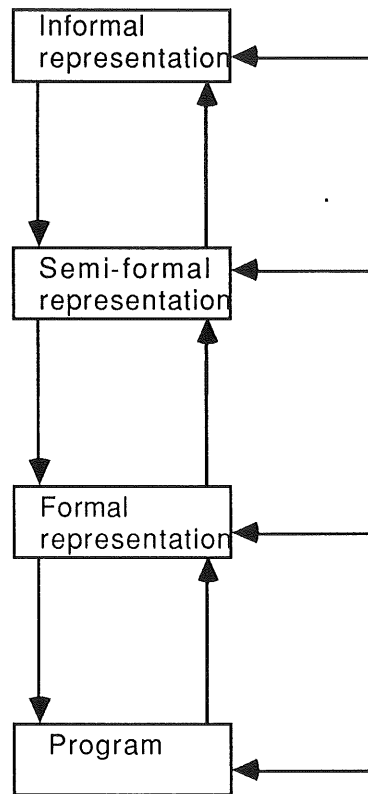 Informal
representation
Semi-formal
representation
Formal
representation
Program